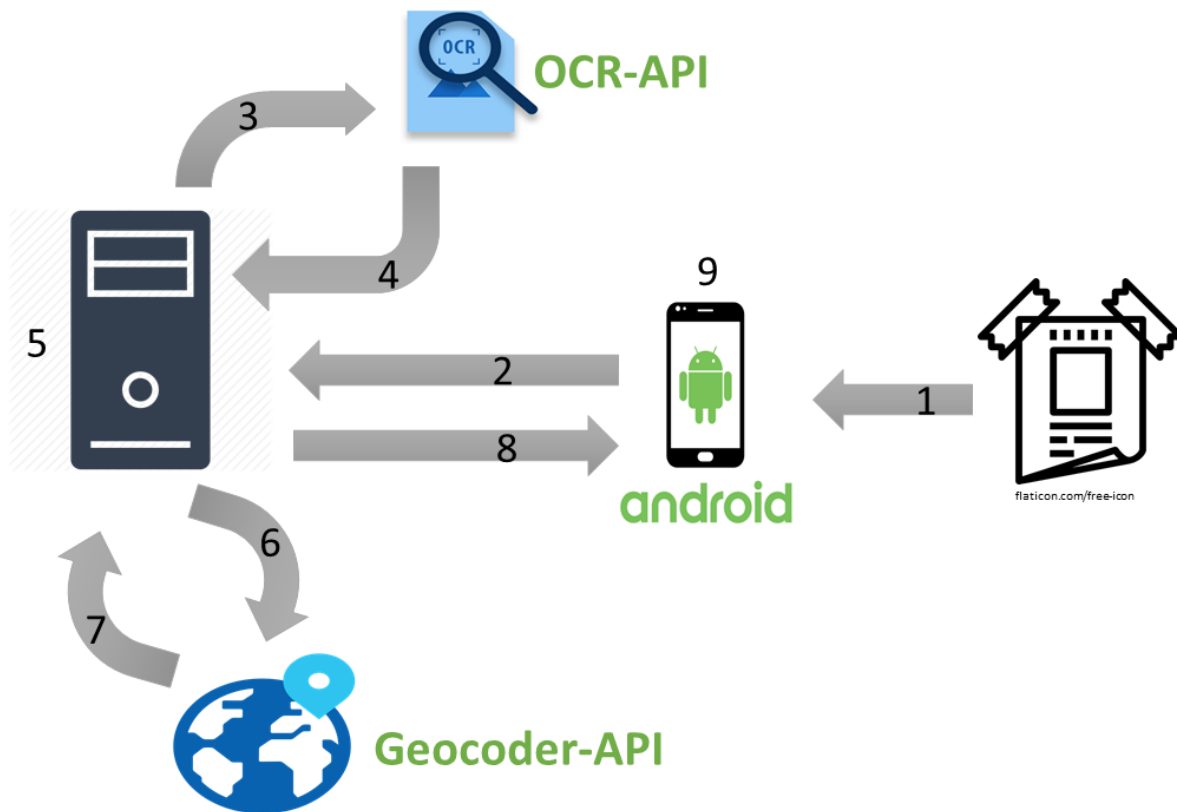 OCR
OCR-API
3
4
9
5
2
1
8
flaticon.com/free-icon
android
6
7
Geocoder-API